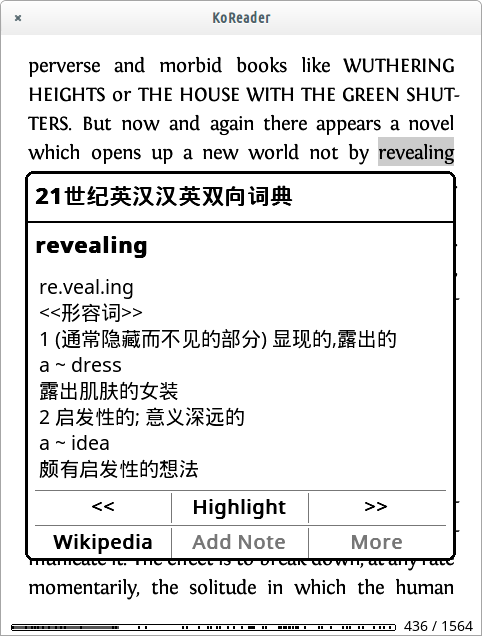 × KoReader
perverse and morbid books like WUTHERING
HEIGHTS or THE HOUSE WITH THE GREEN SHUT-
TERS. But now and again there appears a novel
which opens up a new world not by revealing
21世纪英汉汉英双向词典
revealing
re.veal.ing
<<形容词>>
1 (通常隐藏而不见的部分) 显现的,露出的
a ~ dress
露出肌肤的女装
2 启发性的; 意义深远的
a ~ idea
颇有启发性的想法
<< Highlight >>
Wikipedia Add Note More
municate it. The effect is to break down, at any rate
momentarily, the solitude in which the human
436 / 1564